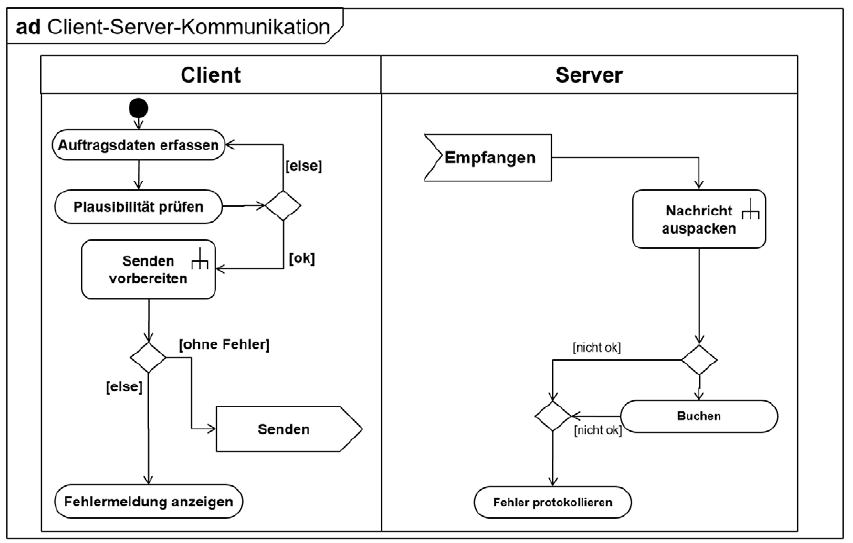 ad Client-Server-Kommunikation
Client
Server
Auftragsdaten erfassen
[else]
Plausibilität prüfen
[ok]
Senden
vorbereiten
[ohne Fehler]
[else]
Senden
Fehlermeldung anzeigen
Empfangen
Nachricht
auspacken
[nicht ok]
Buchen
[nicht ok]
Fehler protokollieren